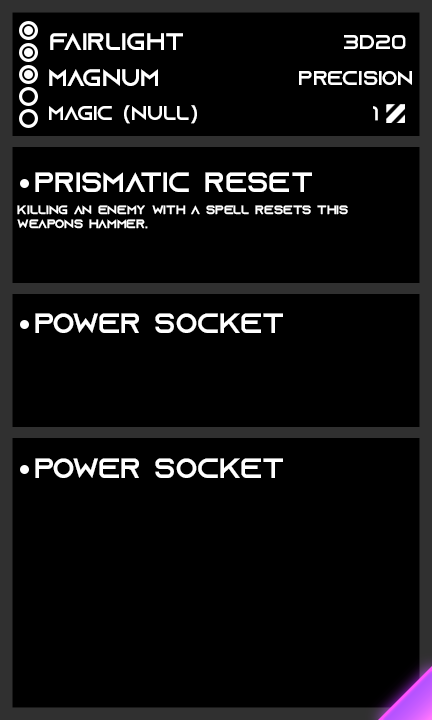 FAIRLIGHT 3D20
MAGNUM PRECISION
MAGIC (NULL) 1
•PRISMATIC RESET
KILLING AN ENEMY WITH A SPELL RESETS THIS
WEAPONS HAMMER.
•POWER SOCKET
•POWER SOCKET